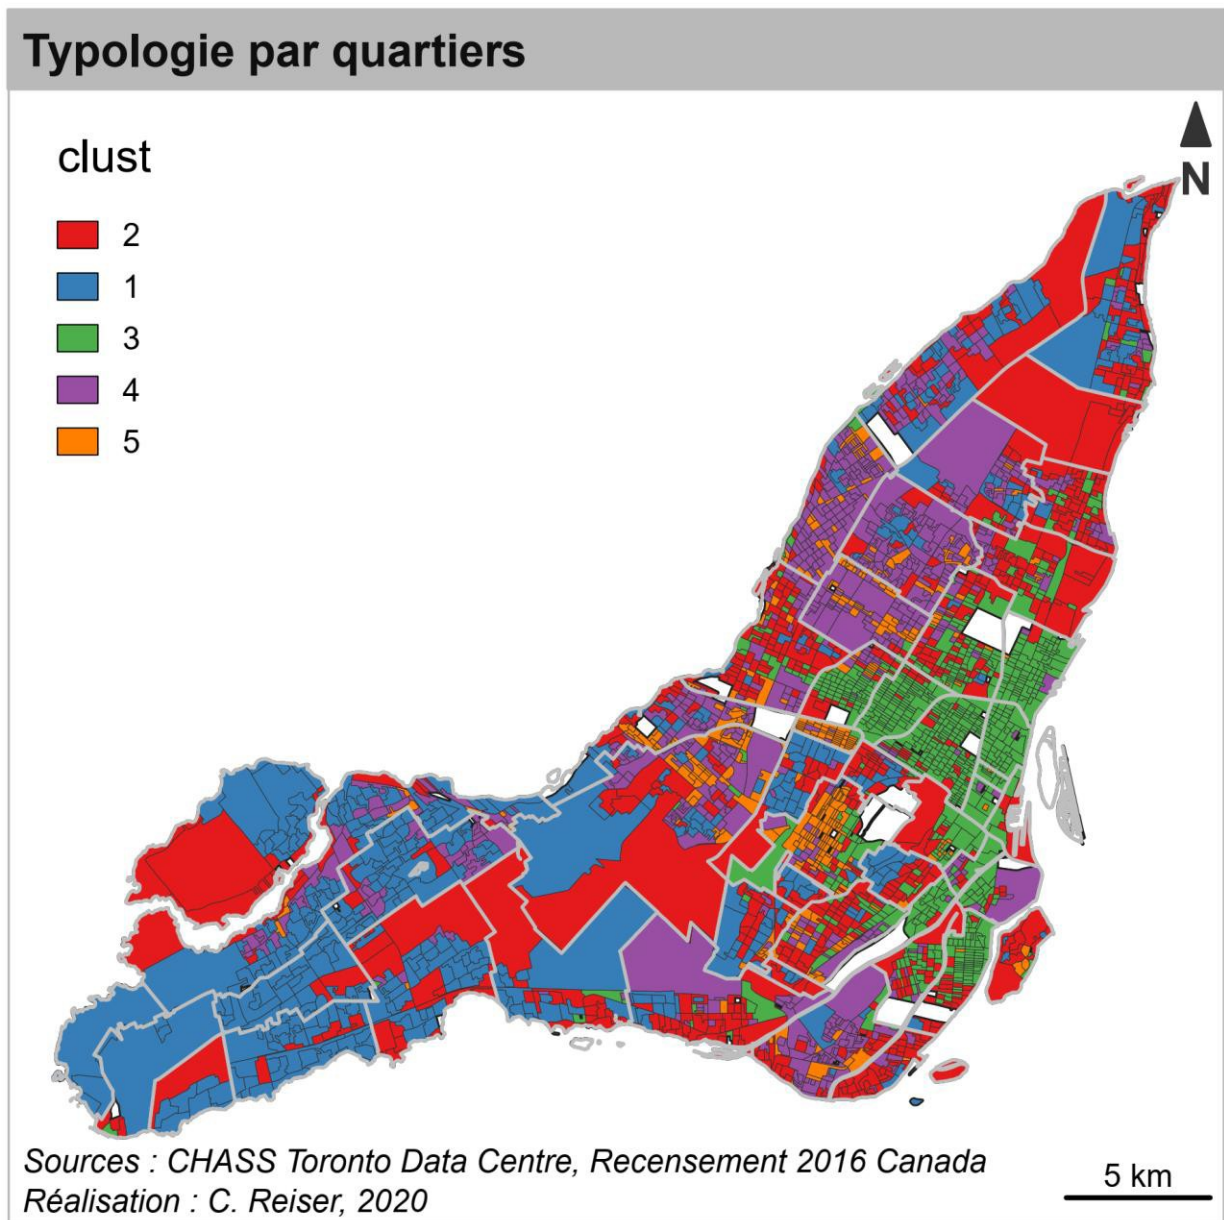 Typologie par quartiers
N
clust
2
1
3
4
5
Sources : CHASS Toronto Data Centre, Recensement 2016 Canada
Réalisation : C. Reiser, 2020
5 km